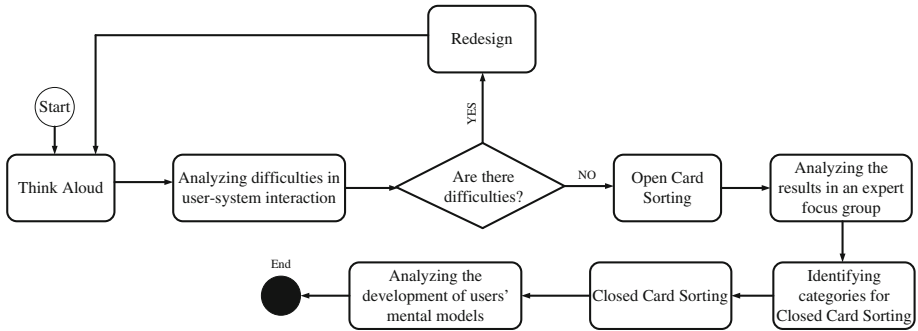 Redesign
Start
YES
Think Aloud
Analyzing difficulties in
user-system interaction
Are there
difficulties?
NO
Open Card
Sorting
Analyzing the
results in an expert
focus group
End
Analyzing the
development of users'
mental models
Closed Card Sorting
Identifying
categories for
Closed Card Sorting